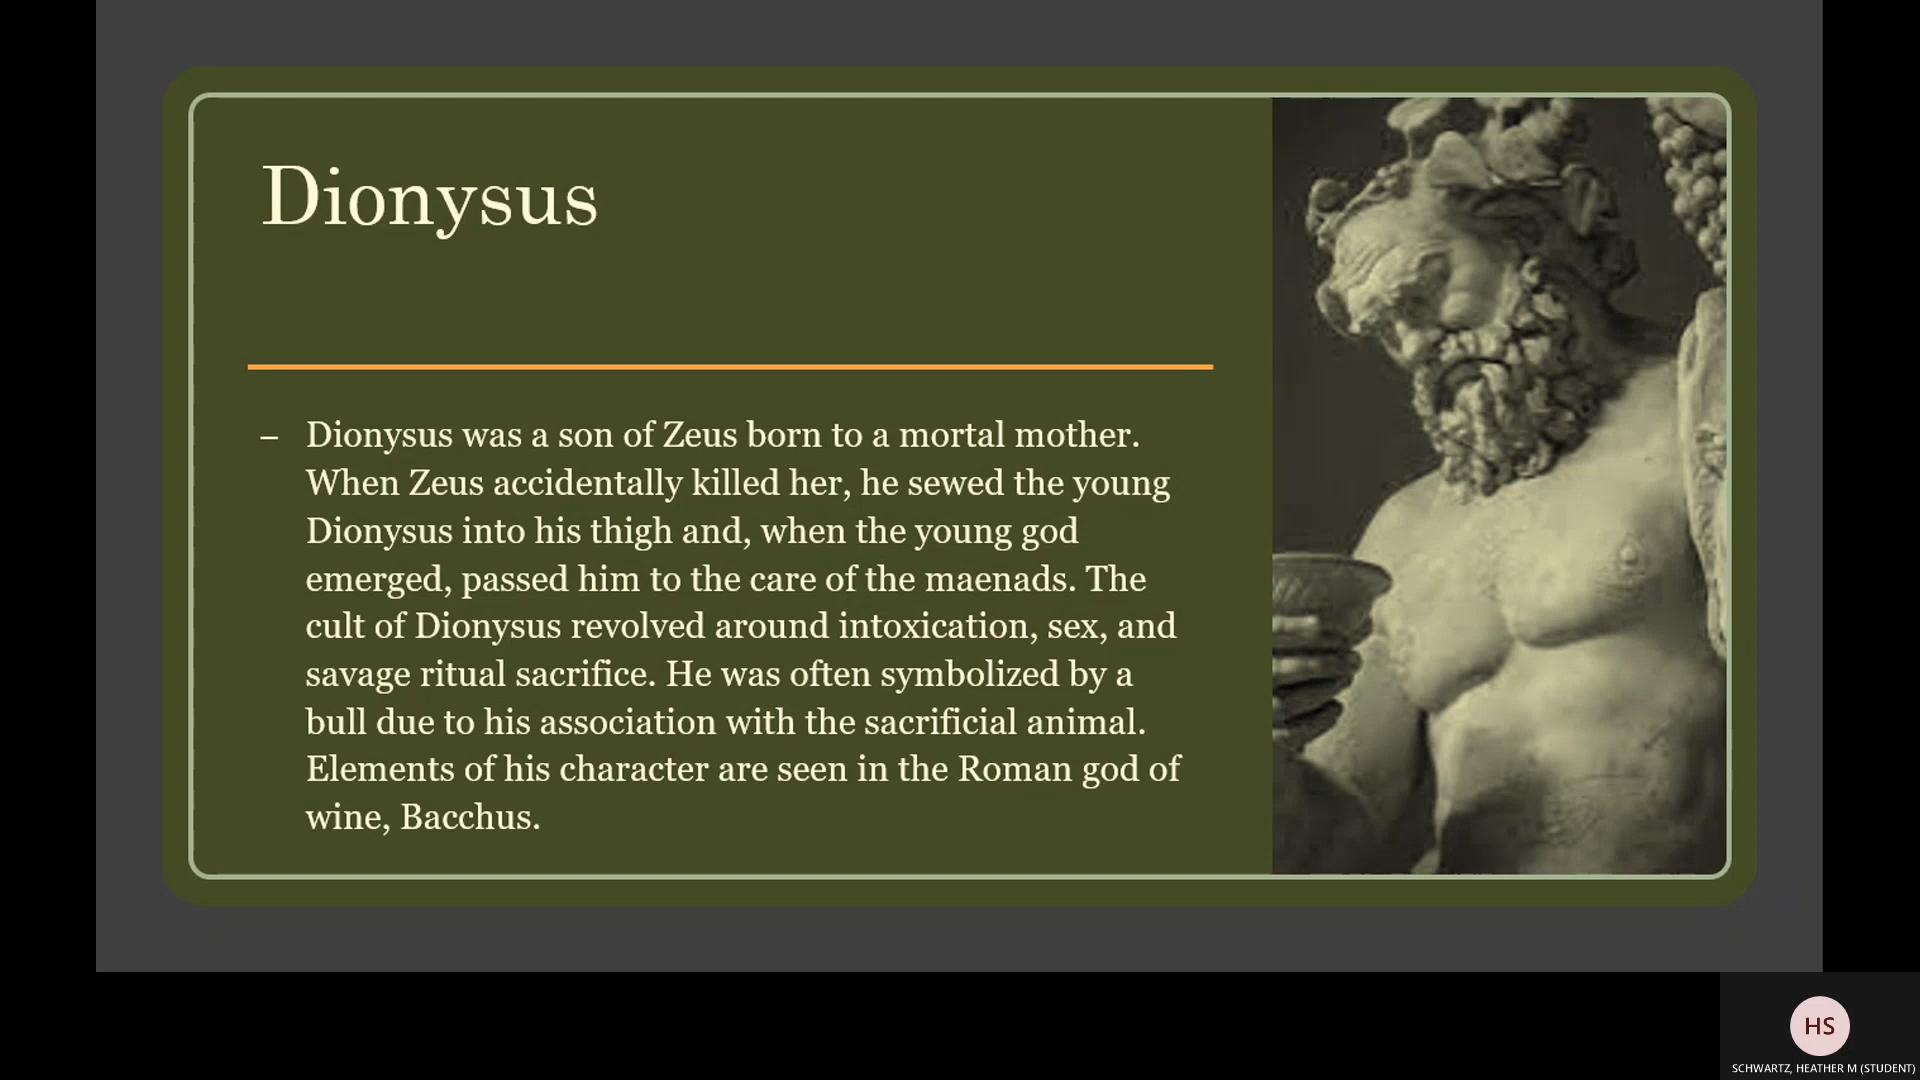 Dionysus
– Dionysus was a son of Zeus born to a mortal mother.
When Zeus accidentally killed her, he sewed the young
Dionysus into his thigh and, when the young god
emerged, passed him to the care of the maenads. The
cult of Dionysus revolved around intoxication, sex, and
savage ritual sacrifice. He was often symbolized by a
bull due to his association with the sacrificial animal.
Elements of his character are seen in the Roman god of
wine, Bacchus.
HS
SCHWARTZ, HEATHER M (STUDENT)